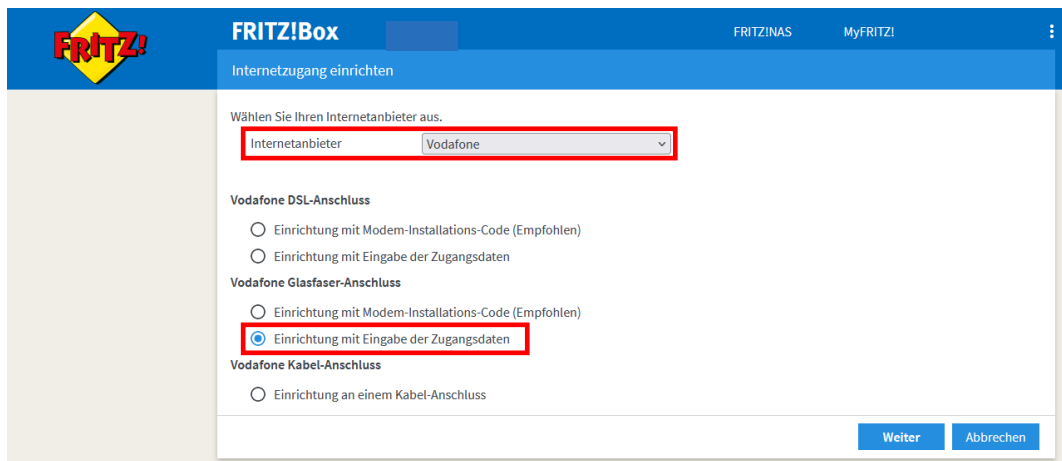 FRITZ!
FRITZ!Box
FRITZ!NAS
MyFRITZ!
Internetzugang einrichten
Wählen Sie Ihren Internetanbieter aus.
Internetanbieter Vodafone
Vodafone DSL-Anschluss
Einrichtung mit Modem-Installations-Code (Empfohlen)
Einrichtung mit Eingabe der Zugangsdaten
Vodafone Glasfaser-Anschluss
Einrichtung mit Modem-Installations-Code (Empfohlen)
Einrichtung mit Eingabe der Zugangsdaten
Vodafone Kabel-Anschluss
Einrichtung an einem Kabel-Anschluss
Weiter Abbrechen